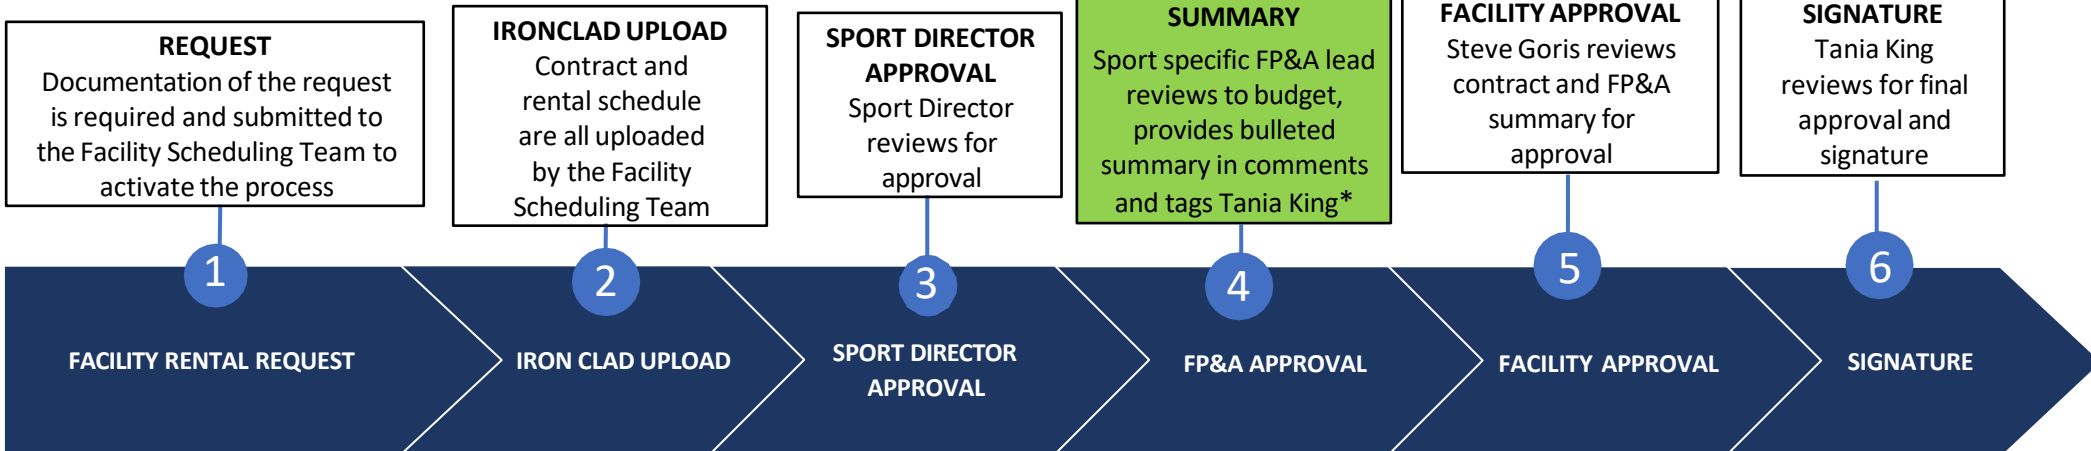 REQUEST
Documentation of the request
is required and submitted to
the Facility Scheduling Team to
activate the process
IRONCLAD UPLOAD
Contract and
rental schedule
are all uploaded
by the Facility
Scheduling Team
SPORT DIRECTOR
APPROVAL
Sport Director
reviews for
approval
SUMMARY
Sport specific FP&A lead
reviews to budget,
provides bulleted
summary in comments
and tags Tania King*
FACILITY APPROVAL
Steve Goris reviews
contract and FP&A
summary for
approval
SIGNATURE
Tania King
reviews for final
approval and
signature
1
2
3
4
5
6
FACILITY RENTAL REQUEST
IRON CLAD UPLOAD
SPORT DIRECTOR
APPROVAL
FP&A APPROVAL
FACILITY APPROVAL
SIGNATURE